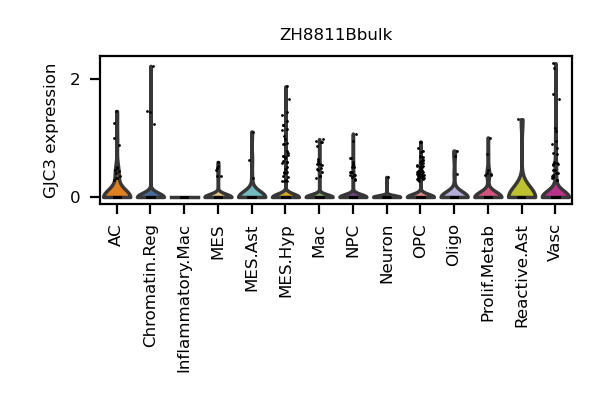 ZH8811Bbulk
GJC3 expression
2
0
AC
Chromatin.Reg
Inflammatory.Mac
MES
MES.Ast
MES.Hyp
Mac
NPC
Neuron
OPC
Oligo
Prolif.Metab
Reactive.Ast
Vasc